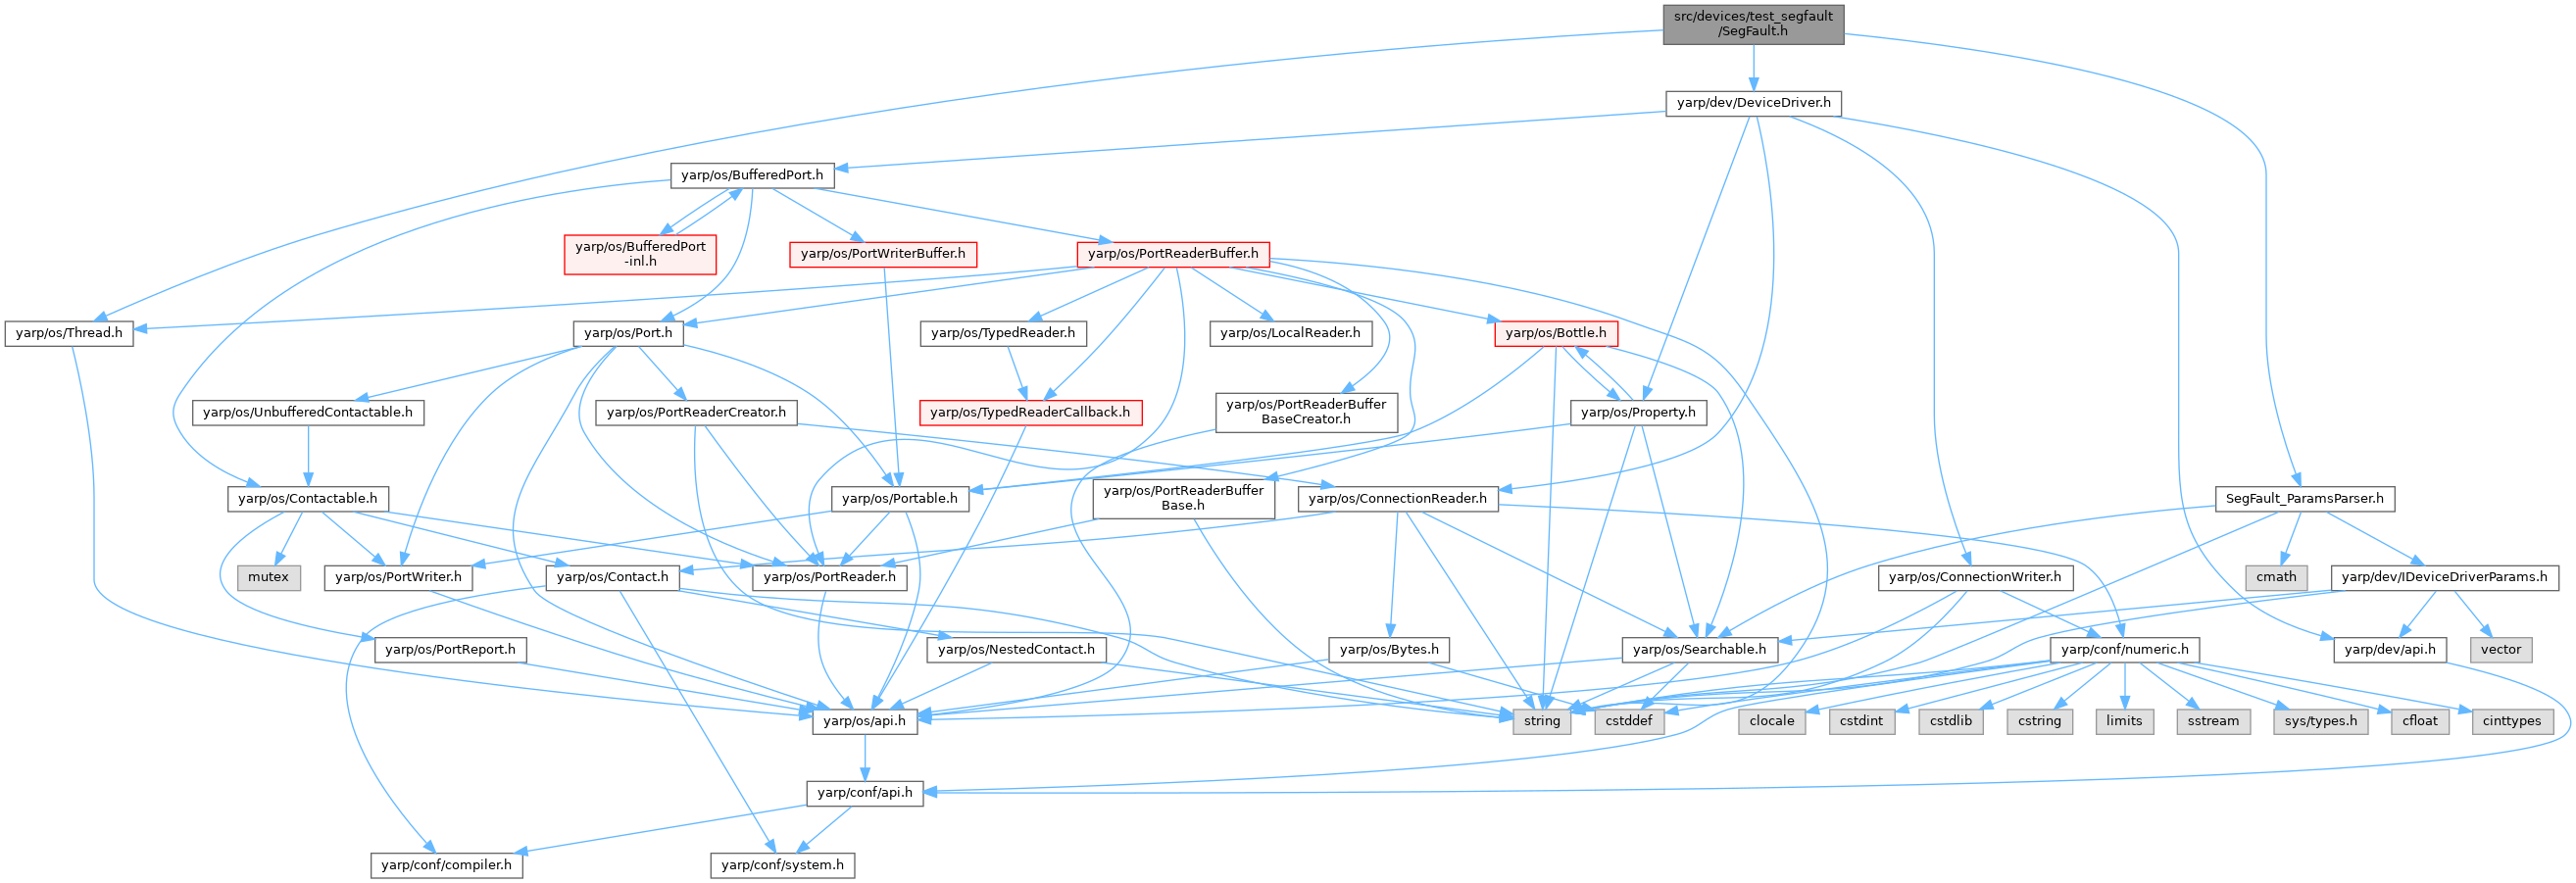 src/devices/test_segfault
/SegFault.h
yarp/dev/DeviceDriver.h
yarp/os/BufferedPort.h
yarp/os/BufferedPort
-inl.h
yarp/os/PortWriterBuffer.h
yarp/os/PortReaderBuffer.h
yarp/os/Thread.h
yarp/os/Port.h
yarp/os/TypedReader.h
yarp/os/LocalReader.h
yarp/os/Bottle.h
yarp/os/UnbufferedContactable.h
yarp/os/PortReaderCreator.h
yarp/os/TypedReaderCallback.h
yarp/os/PortReaderBuffer
BaseCreator.h
yarp/os/Property.h
yarp/os/Contactable.h
yarp/os/Portable.h
yarp/os/PortReaderBuffer
Base.h
yarp/os/ConnectionReader.h
SegFault_ParamsParser.h
mutex
yarp/os/PortWriter.h
yarp/os/Contact.h
yarp/os/PortReader.h
yarp/os/ConnectionWriter.h
cmath
yarp/dev/IDeviceDriverParams.h
yarp/os/PortReport.h
yarp/os/NestedContact.h
yarp/os/Bytes.h
yarp/os/Searchable.h
yarp/conf/numeric.h
yarp/dev/api.h
vector
yarp/os/api.h
string
cstddef
clocale
cstdint
cstdlib
cstring
limits
sstream
sys/types.h
cfloat
cinttypes
yarp/conf/api.h
yarp/conf/compiler.h
yarp/conf/system.h